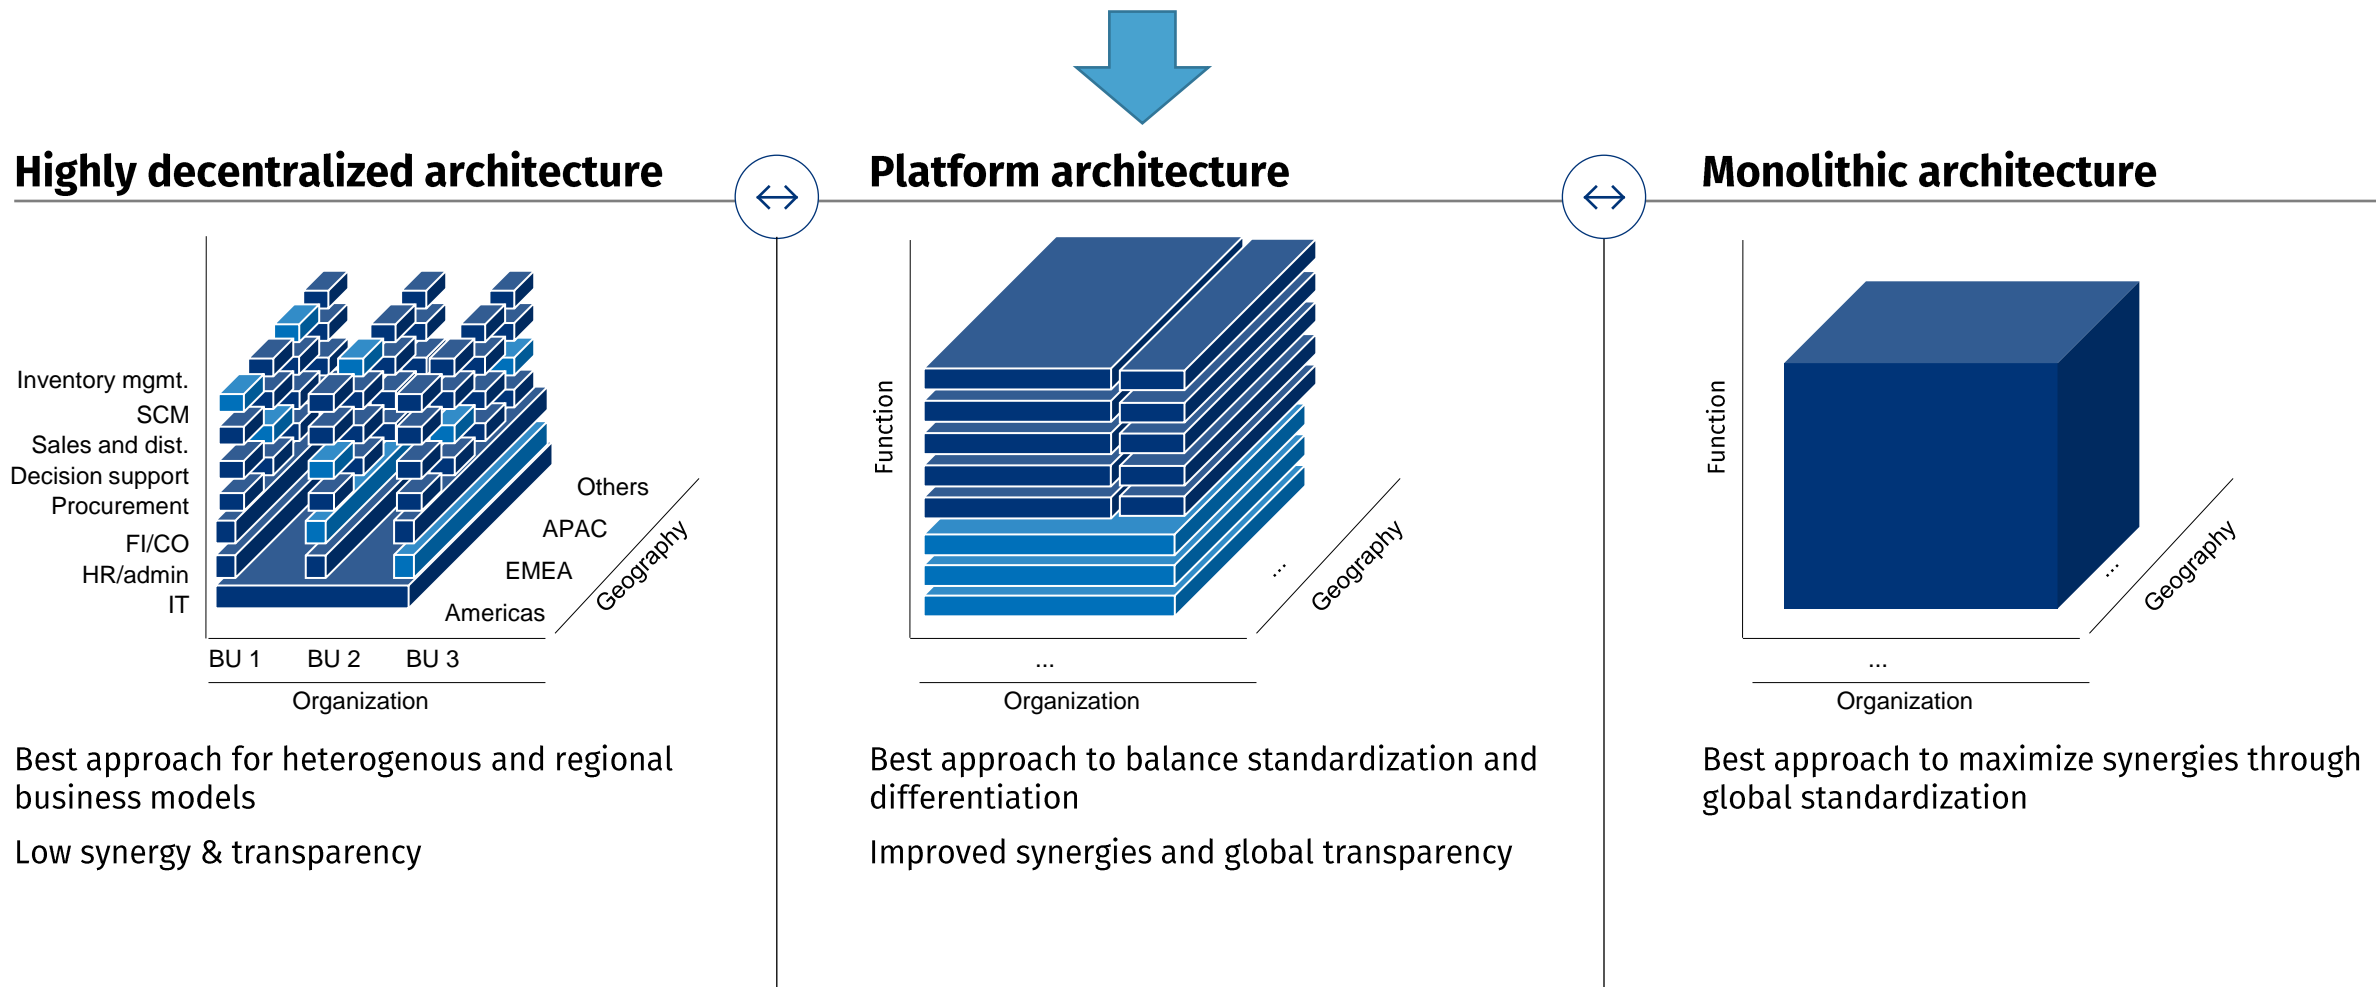 Highly decentralized architecture
Inventory mgmt.
SCM
Sales and dist.
Decision support
Procurement
FI/CO
HR/admin
IT
Others
APAC
EMEA
Americas
Geography
BU 1 BU 2 BU 3
Organization
Best approach for heterogenous and regional
business models
Low synergy & transparency
Platform architecture
Function
...
Geography
...
Organization
Best approach to balance standardization and
differentiation
Improved synergies and global transparency
Monolithic architecture
Function
...
Geography
...
Organization
Best approach to maximize synergies through
global standardization